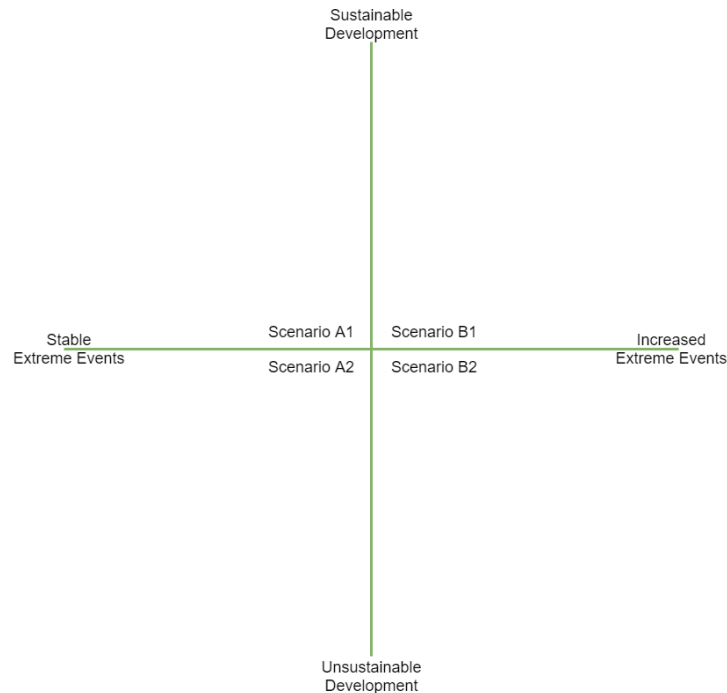 Sustainable
Development
Scenario A1
Scenario B1
Stable
Extreme Events
Increased
Extreme Events
Scenario A2
Scenario B2
Unsustainable
Development